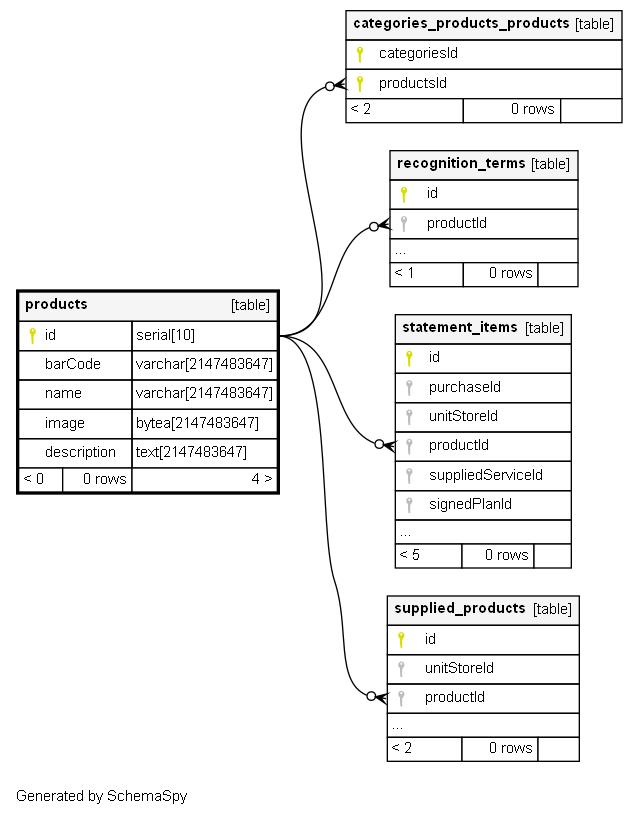 categories_products_products [table]
categoriesId
productsId
< 2 0 rows
recognition_terms [table]
id
productId
...
< 1 0 rows
products [table]
id serial[10]
barCode varchar[2147483647]
name varchar[2147483647]
image bytea[2147483647]
description text[2147483647]
< 0 0 rows 4 >
statement_items [table]
id
purchaseId
unitStoreId
productId
suppliedServiceId
signedPlanId
...
< 5 0 rows
supplied_products [table]
id
unitStoreId
productId
...
< 2 0 rows
Generated by SchemaSpy